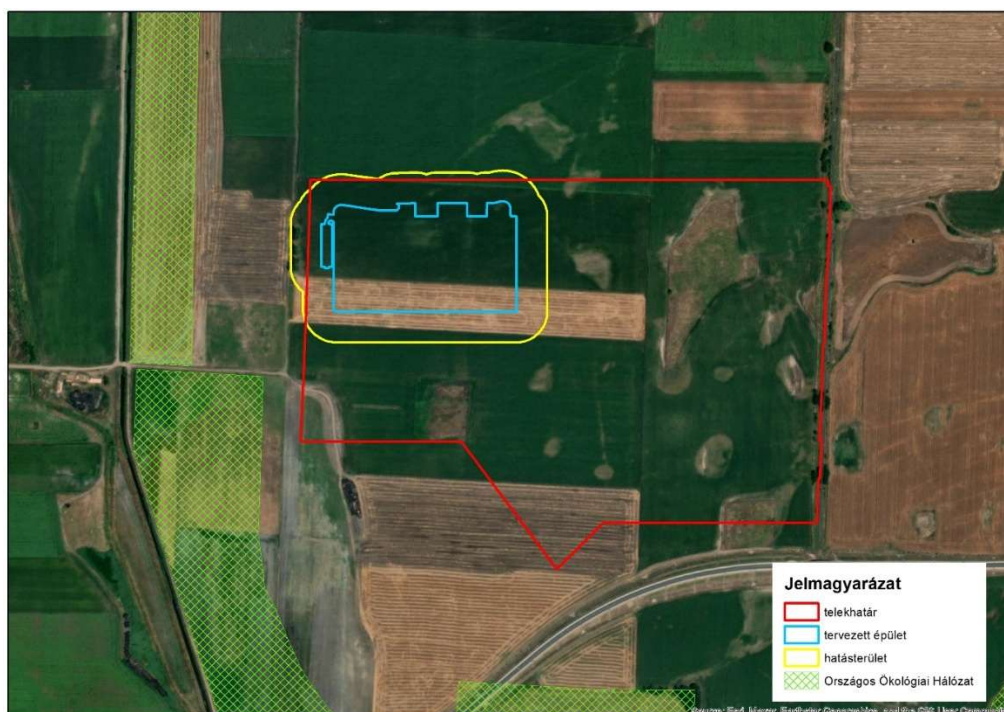 Jelmagyarázat
telekhatár
tervezett épület
hatásterület
Országos Ökológiai Hálózat